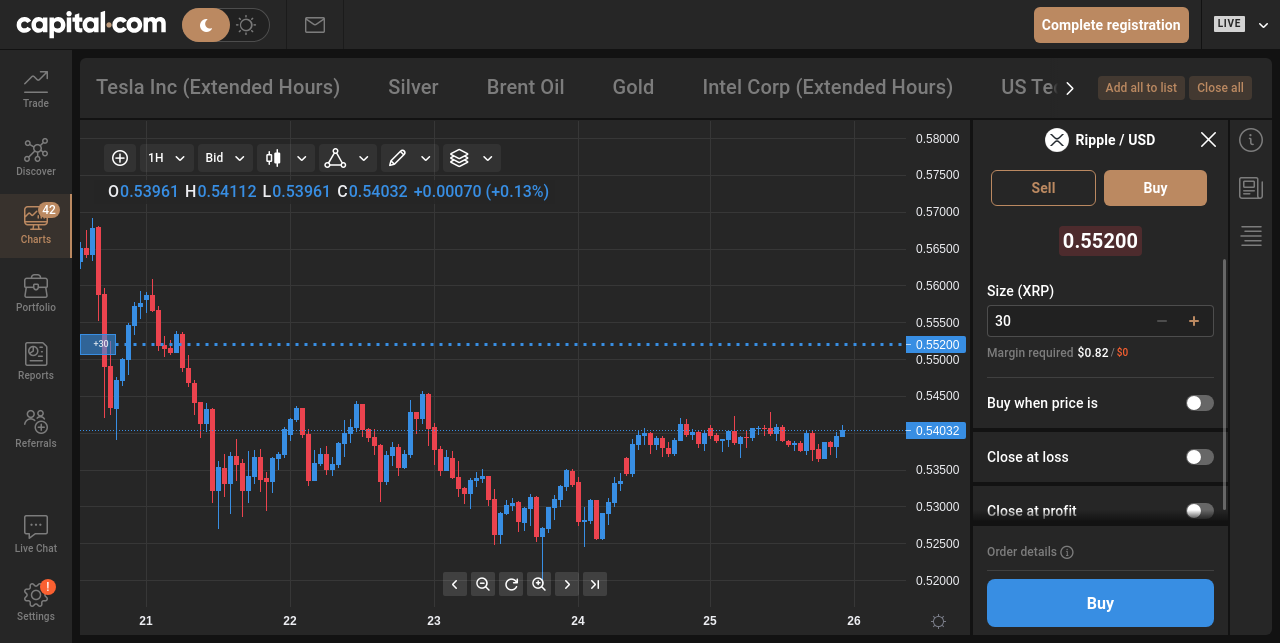 capital.com
Complete registration
LIVE
Trade
Discover
42
Charts
Portfolio
Reports
Referrals
Live Chat
!
Settings
Tesla Inc (Extended Hours)
Silver
Brent Oil
Gold
Intel Corp (Extended Hours)
US Te
Add all to list
Close all
1H
Bid
O0.53961 H0.54112 L0.53961 C0.54032 +0.00070 (+0.13%)
+30
0.58000
0.57500
0.57000
0.56500
0.56000
0.55500
0.55200
0.55000
0.54500
0.54032
0.53500
0.53000
0.52500
0.52000
21 22 23 24 25 26
Ripple / USD
Sell
Buy
0.55200
Size (XRP)
30
Margin required $0.82 / $0
Buy when price is
Close at loss
Close at profit
Order details
Buy